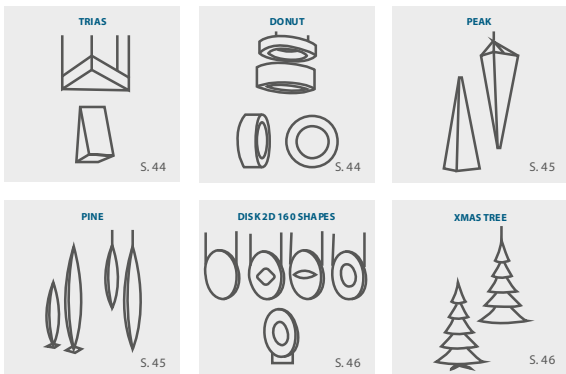 TRIAS
S. 44
DONUT
S. 44
PEAK
S. 45
PINE
S. 45
DISK 2D 160 SHAPES
S. 46
XMAS TREE
S. 46